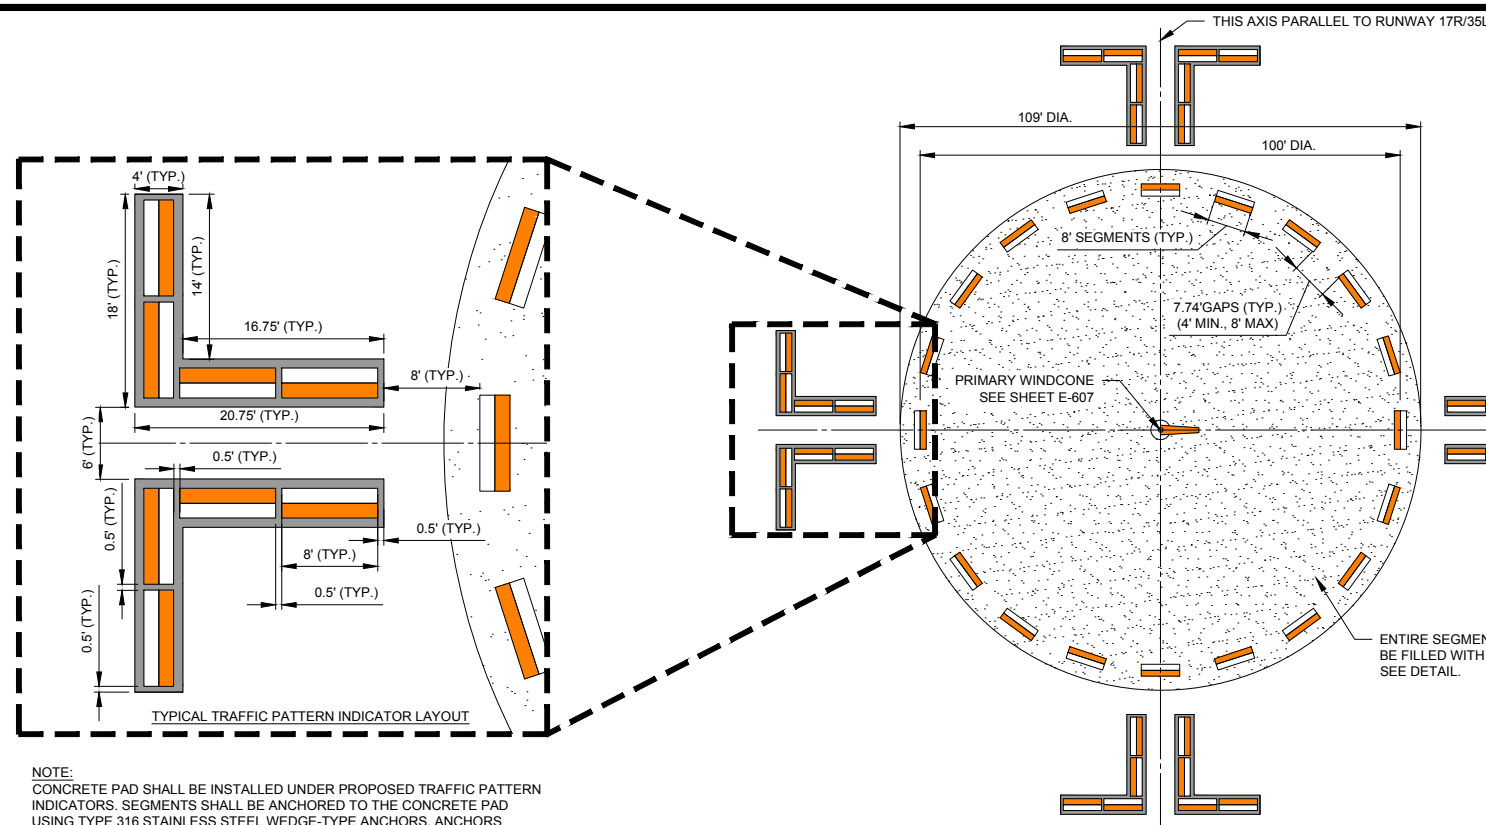 THIS AXIS PARALLEL TO RUNWAY 17R/35L
109' DIA.
100' DIA.
4' (TYP.)
18' (TYP.)
14' (TYP.)
16.75' (TYP.)
8' (TYP.)
20.75' (TYP.)
6' (TYP.)
0.5' (TYP.)
0.5' (TYP.)
0.5' (TYP.)
8' (TYP.)
0.5' (TYP.)
0.5' (TYP.)
TYPICAL TRAFFIC PATTERN INDICATOR LAYOUT
8' SEGMENTS (TYP.)
7.74'GAPS (TYP.)
(4' MIN., 8' MAX)
PRIMARY WINDCONE
SEE SHEET E-607
ENTIRE SEGMEN
BE FILLED WITH
SEE DETAIL.
NOTE:
CONCRETE PAD SHALL BE INSTALLED UNDER PROPOSED TRAFFIC PATTERN
INDICATORS. SEGMENTS SHALL BE ANCHORED TO THE CONCRETE PAD
USING TYPE 316 STAINLESS STEEL WEDGE-TYPE ANCHORS. ANCHORS